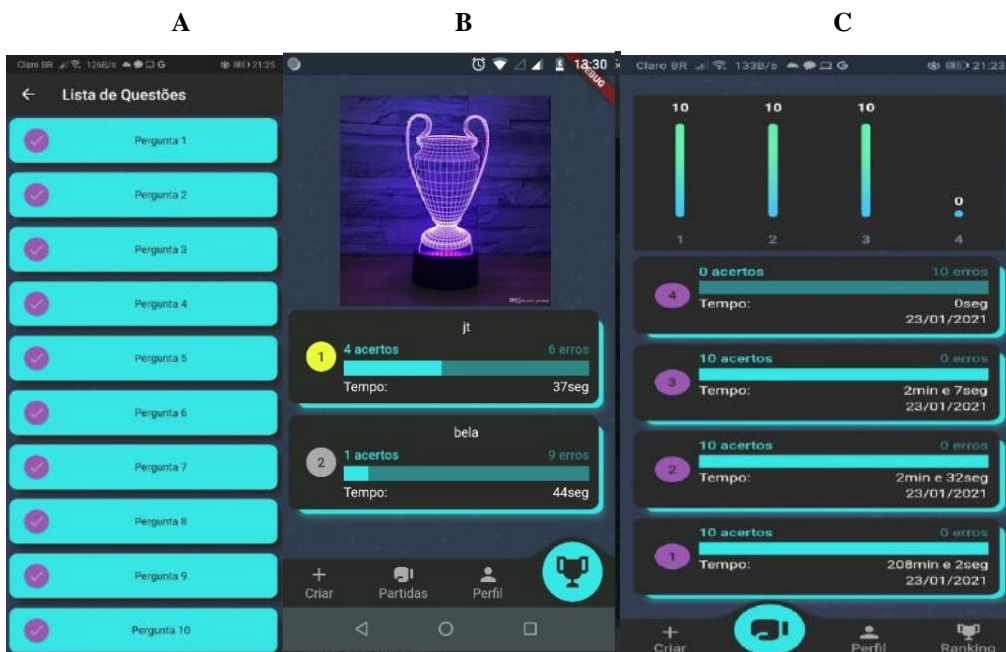 A
B
C
Claro BR 126B/s G 21:25
Lista de Questões
Pergunta 1
Pergunta 2
Pergunta 3
Pergunta 4
Pergunta 5
Pergunta 6
Pergunta 7
Pergunta 8
Pergunta 9
Pergunta 10
13:30
DEBUG
jt
1
4 acertos 6 erros
Tempo: 37seg
bela
2
1 acertos 9 erros
Tempo: 44seg
Criar Partidas Perfil
Claro BR 133B/s G 21:23
10 10 10 0
1 2 3 4
0 acertos 10 erros
4
Tempo: 0seg
23/01/2021
10 acertos 0 erros
3
Tempo: 2min e 7seg
23/01/2021
10 acertos 0 erros
2
Tempo: 2min e 32seg
23/01/2021
10 acertos 0 erros
1
Tempo: 208min e 2seg
23/01/2021
Criar Perfil Ranking